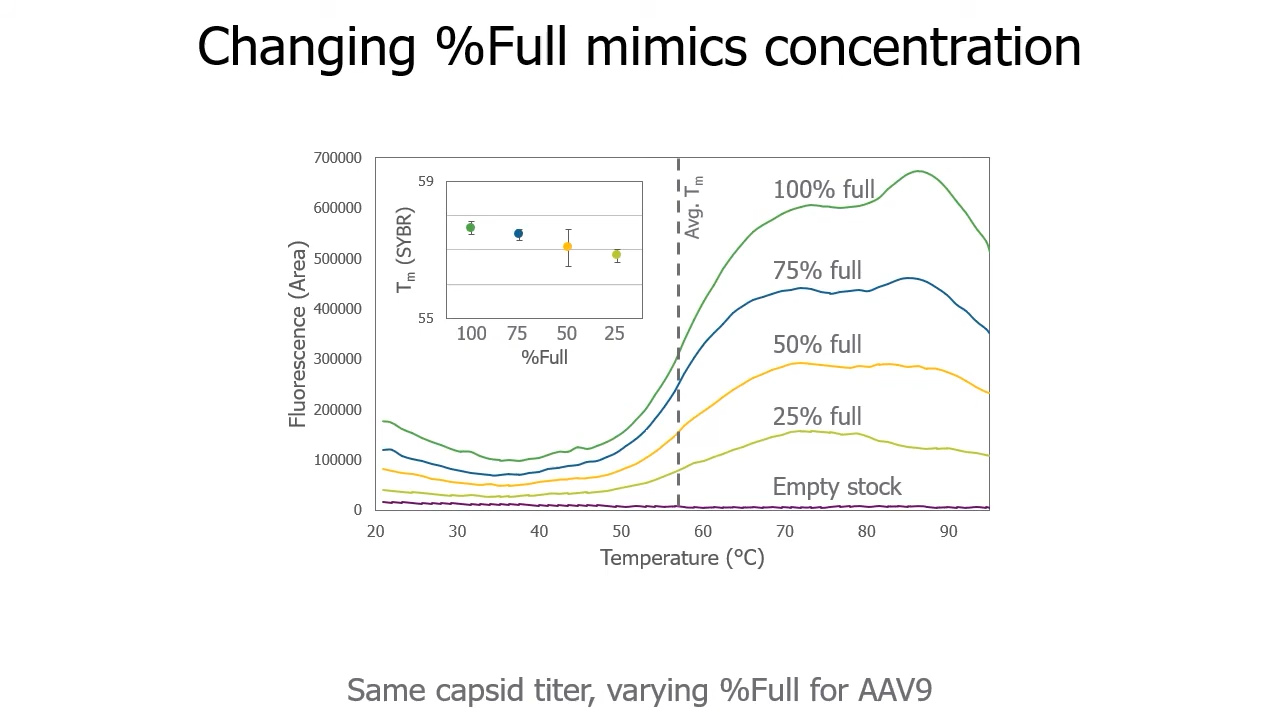 Changing %Full mimics concentration
700000
600000
500000
400000
300000
200000
100000
0
Fluorescence (Area)
20
30
40
50
60
70
80
90
Temperature (°C)
59
55
Tm (SYBR)
100
75
50
25
%Full
Avg. Tm
100% full
75% full
50% full
25% full
Empty stock
Same capsid titer, varying %Full for AAV9